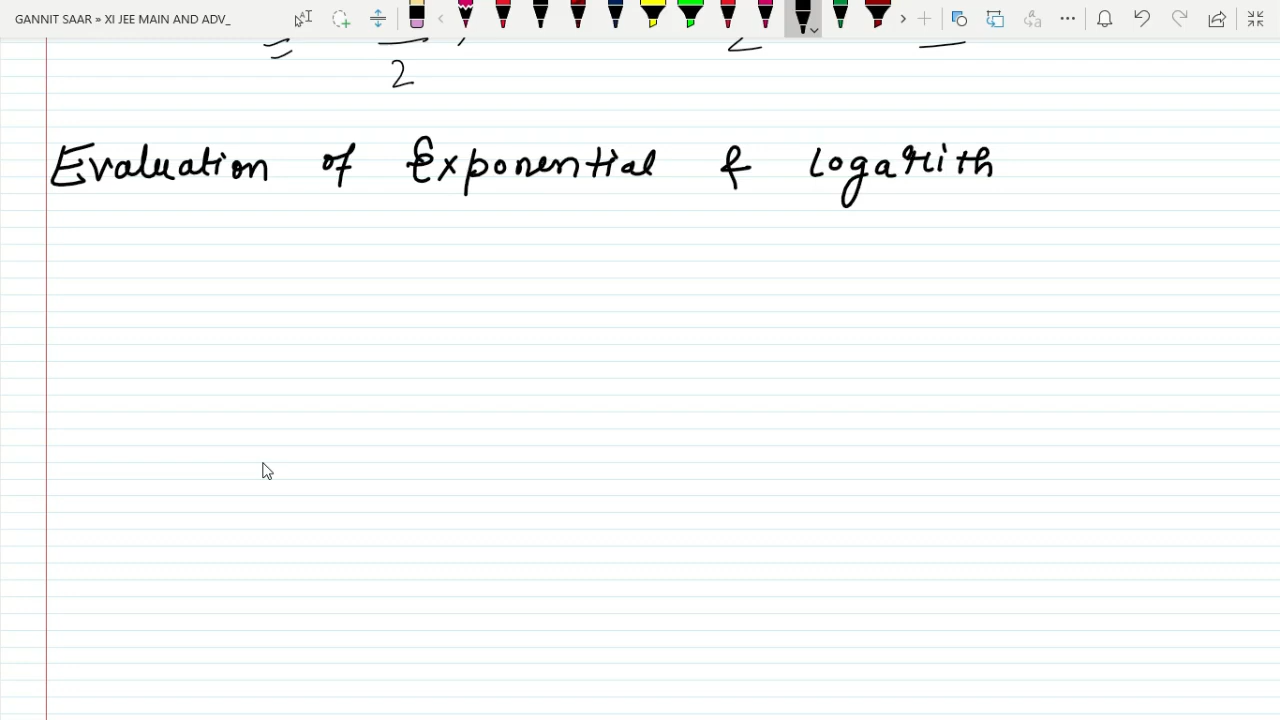 GANNIT SAAR » XI JEE MAIN AND ADV_
2
Evaluation of Exponential & logarith